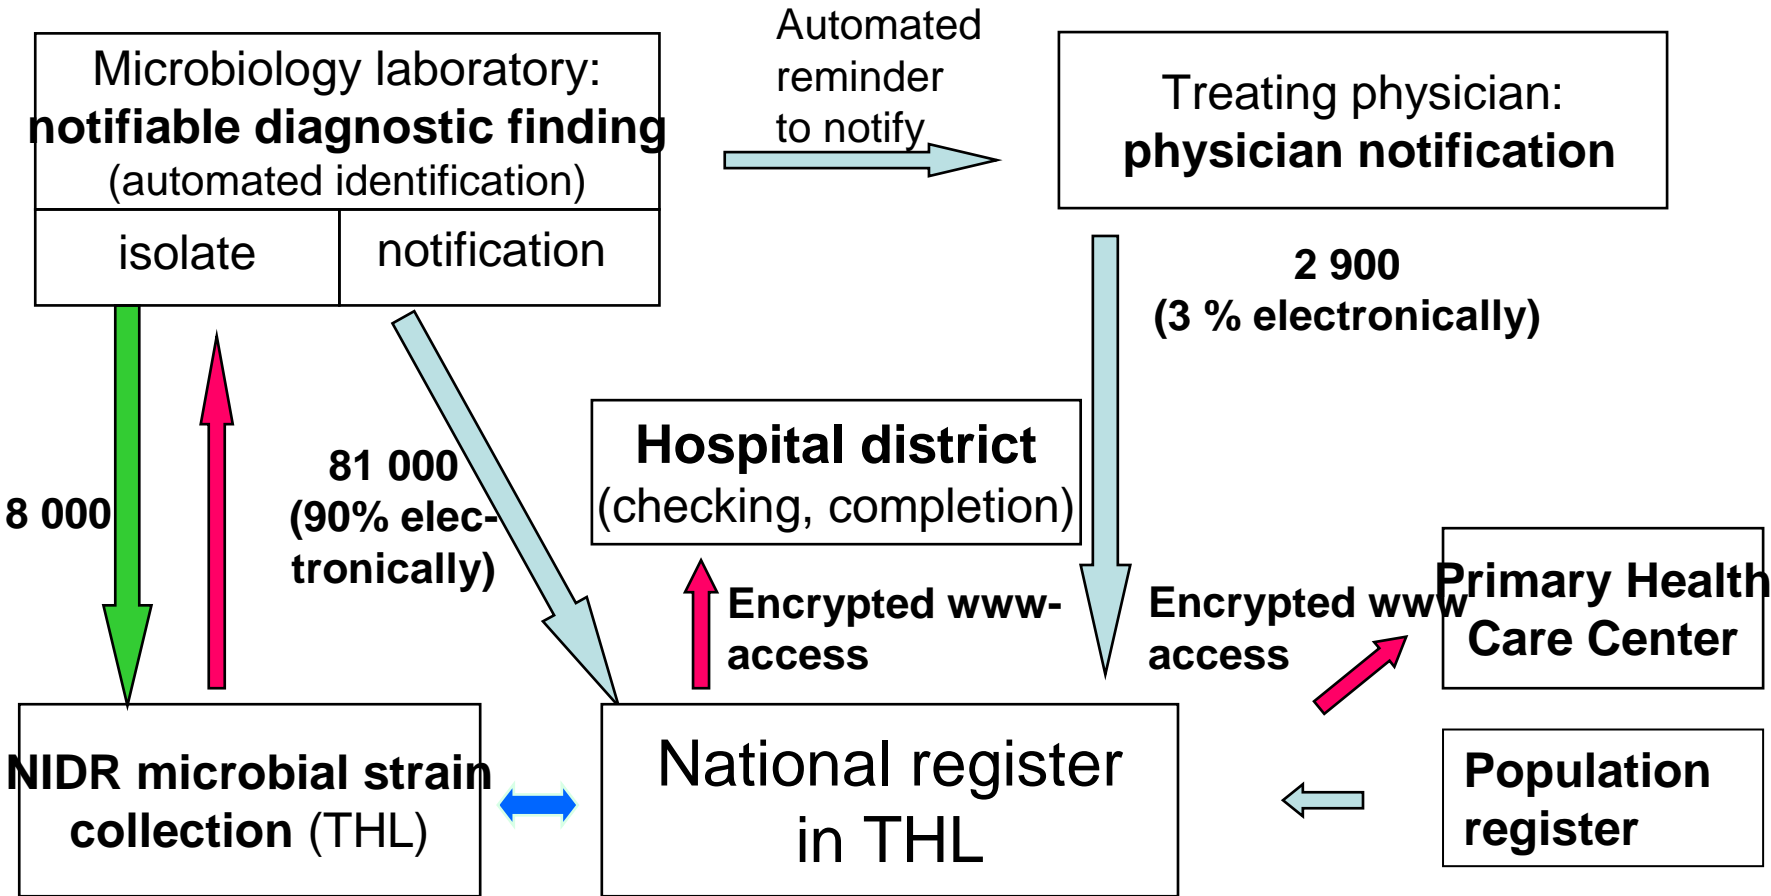 Microbiology laboratory:
notifiable diagnostic finding
(automated identification)
isolate
notification
Automated
reminder
to notify
Treating physician:
physician notification
2 900
(3 % electronically)
8 000
81 000
(90% elec-
tronically)
Hospital district
(checking, completion)
Encrypted www-
access
Encrypted www
access
Primary Health
Care Center
NIDR microbial strain
collection (THL)
National register
in THL
Population
register